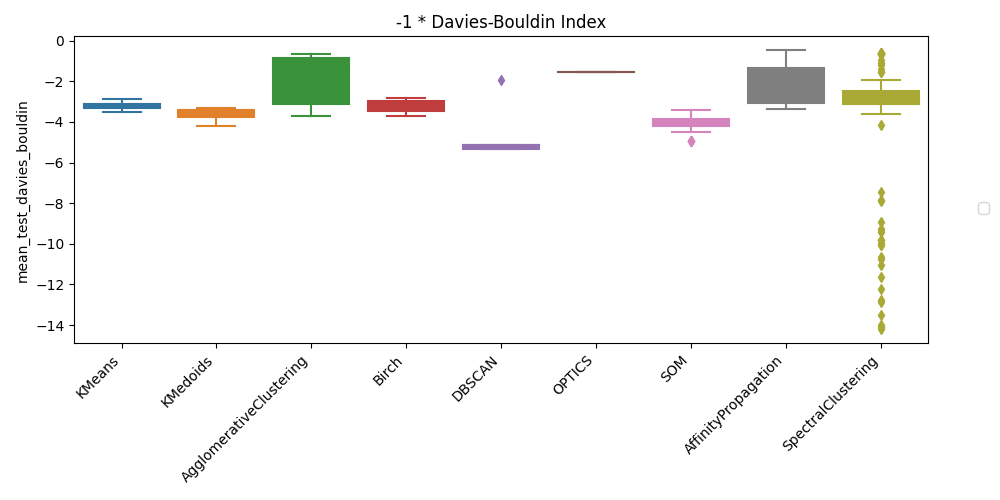 -1 * Davies-Bouldin Index
mean_test_davies_bouldin
0
−2
−4
−6
−8
−10
−12
−14
KMeans
KMedoids
AgglomerativeClustering
Birch
DBSCAN
OPTICS
SOM
AffinityPropagation
SpectralClustering